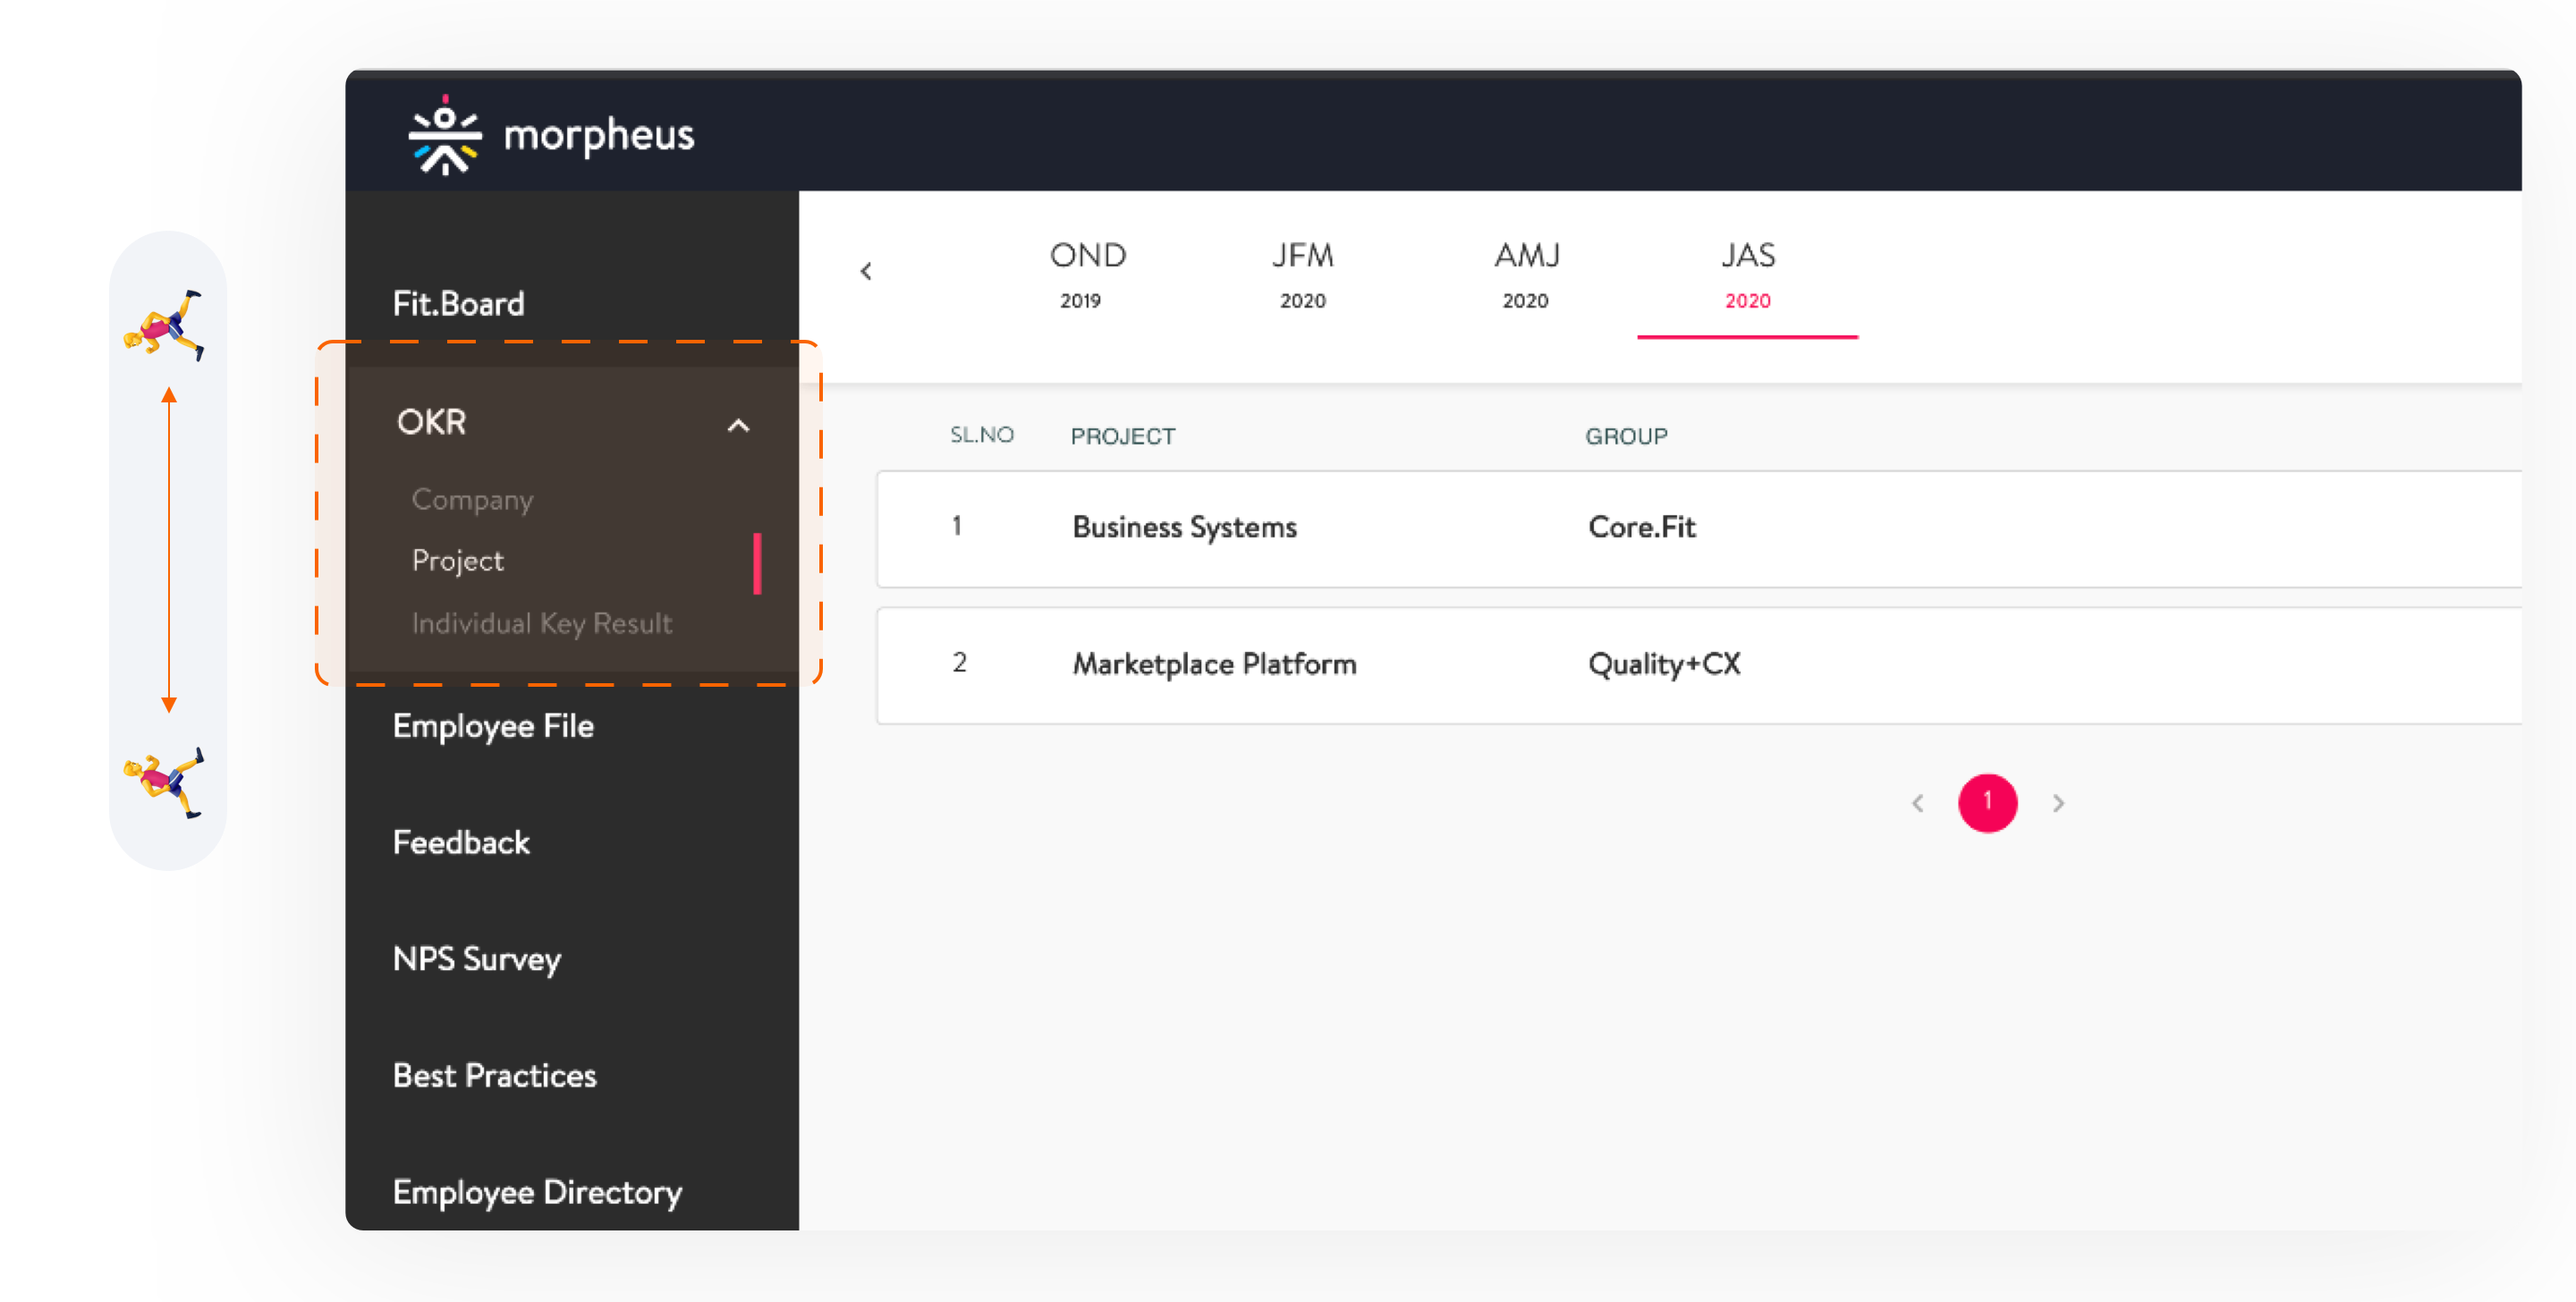 morpheus
Fit.Board
OKR
Company
Project
Individual Key Result
Employee File
Feedback
NPS Survey
Best Practices
Employee Directory
OND JFM AMJ JAS
2019 2020 2020 2020
SL.NO PROJECT GROUP
1 Business Systems Core.Fit
2 Marketplace Platform Quality+CX
1